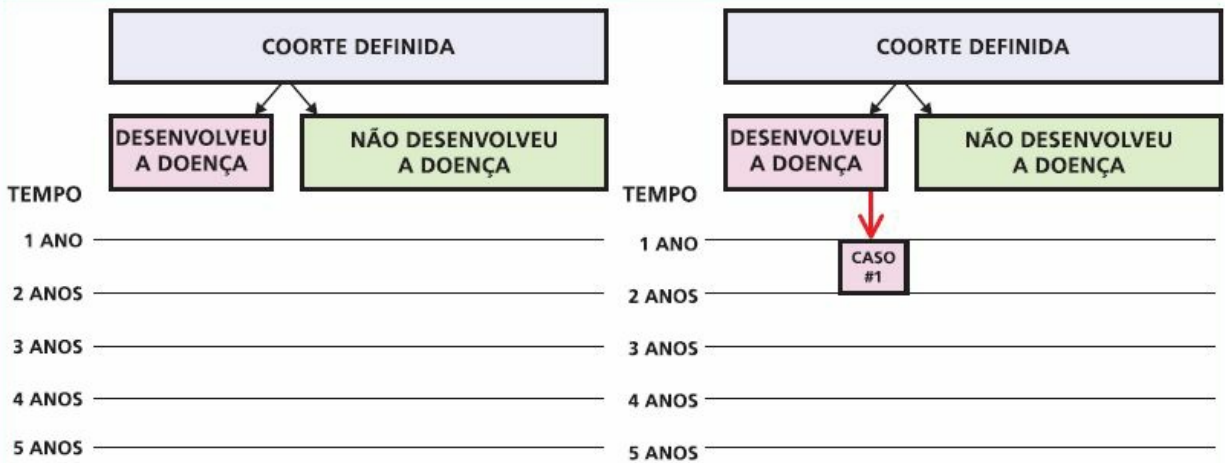 COORTE DEFINIDA
DESENVOLVEU
A DOENÇA
NÃO DESENVOLVEU
A DOENÇA
TEMPO
1 ANO
2 ANOS
3 ANOS
4 ANOS
5 ANOS
COORTE DEFINIDA
DESENVOLVEU
A DOENÇA
NÃO DESENVOLVEU
A DOENÇA
TEMPO
1 ANO
CASO
#1
2 ANOS
3 ANOS
4 ANOS
5 ANOS